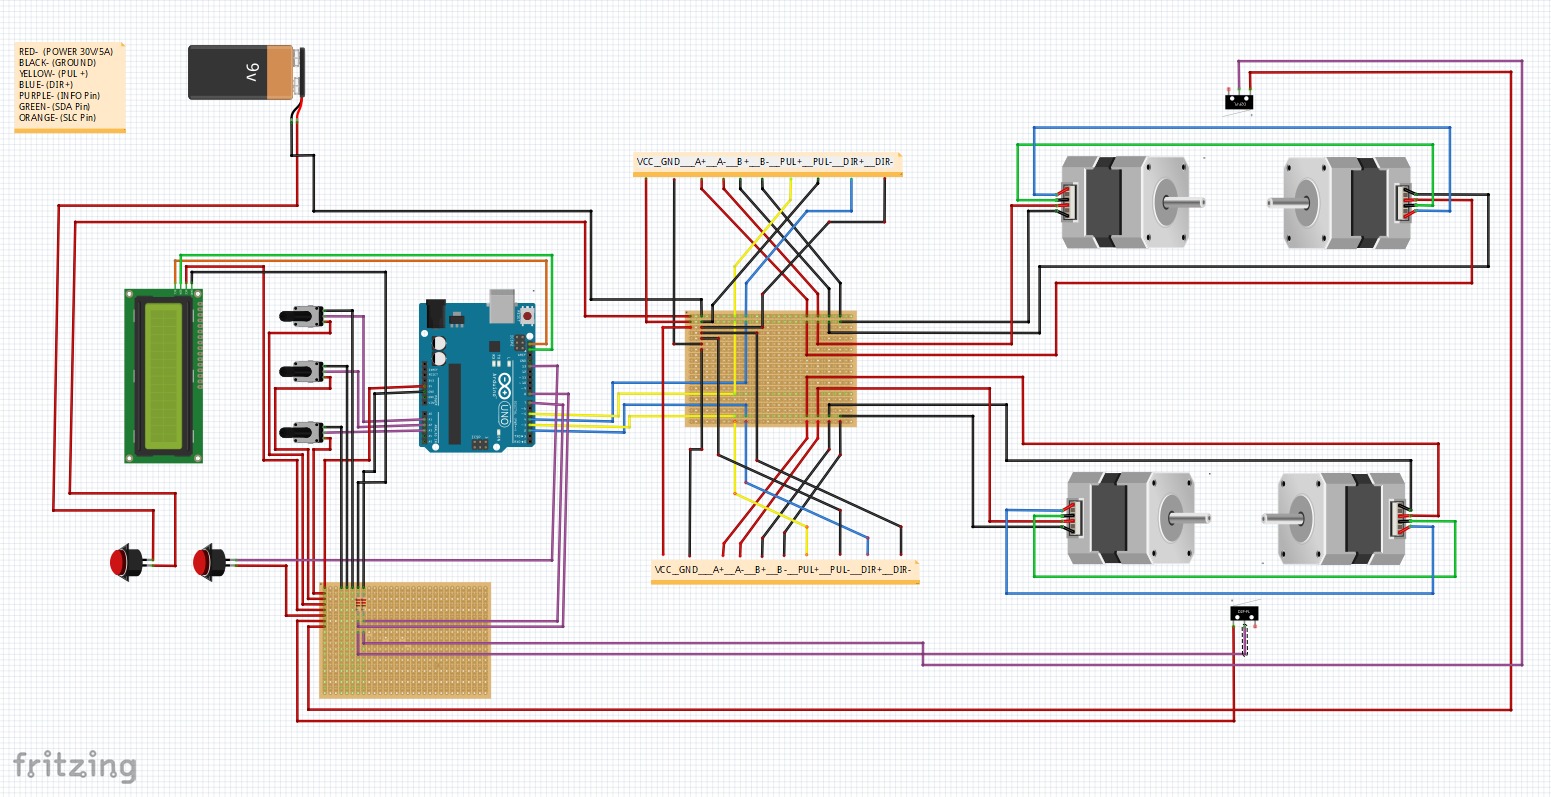 RED- (POWER 30V/5A)
BLACK- (GROUND)
YELLOW- (PUL +)
BLUE- (DIR+)
PURPLE- (INFO Pin)
GREEN- (SDA Pin)
ORANGE- (SLC Pin)
9V
VCC__GND___A+__A-__B+__B-__PUL+__PUL-__DIR+__DIR-
UNO
VCC__GND___A+__A-__B+__B-__PUL+__PUL-__DIR+__DIR-
fritzing